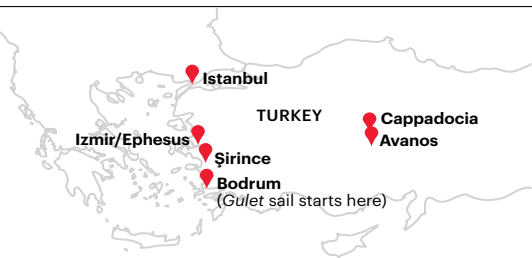 Istanbul
TURKEY
Cappadocia
Izmir/Ephesus
Avanos
Şirince
Bodrum
(Gulet sail starts here)